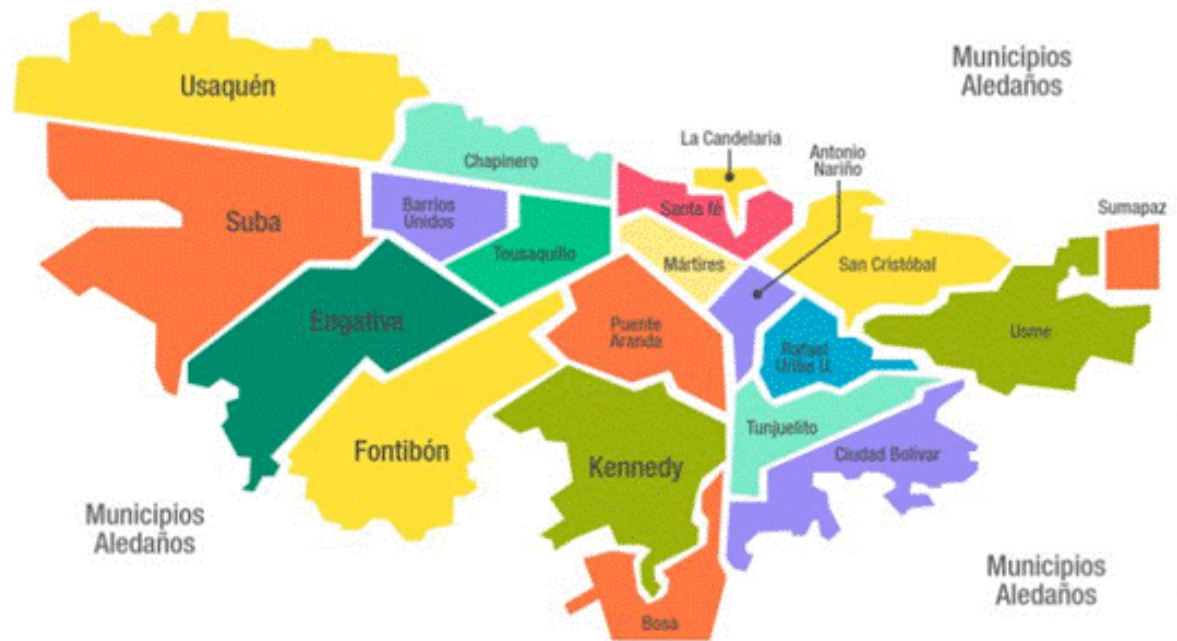 Municipios
Aledaños
Usaquén
La Candelaria
Antonio
Nariño
Chapinero
Barrios
Unidos
Santa fé
Sumapaz
Suba
Teusaquillo
Mártires
San Cristóbal
Engativa
Puente
Aranda
Rafael
Uribe U.
Usme
Fontibón
Kennedy
Tunjuelito
Ciudad Bolivar
Municipios
Aledaños
Municipios
Aledaños
Bosa